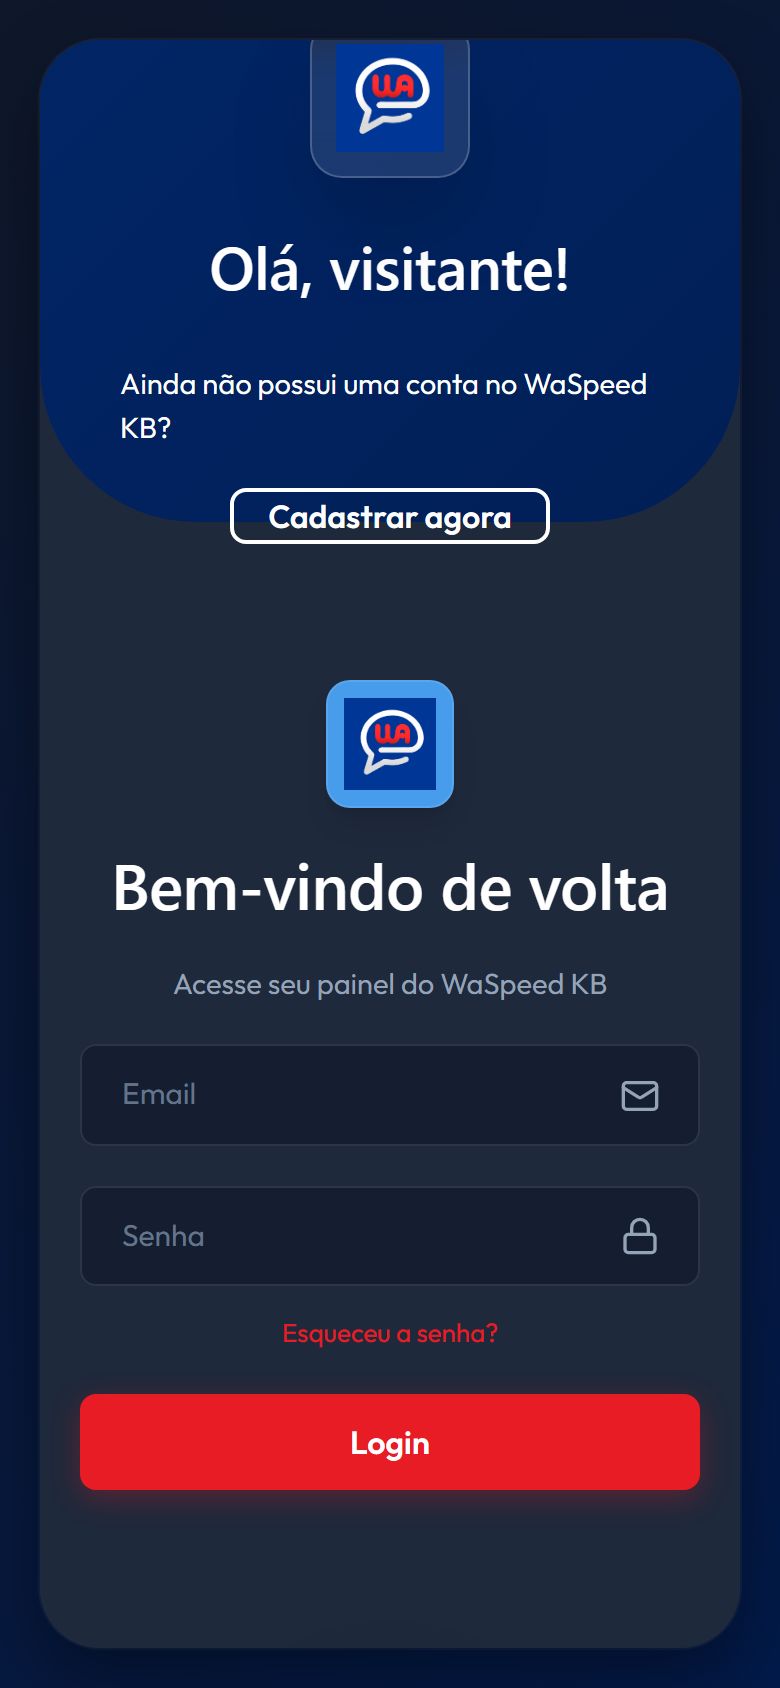 WA
Olá, visitante!
Ainda não possui uma conta no WaSpeed
KB?
Cadastrar agora
WA
Bem-vindo de volta
Acesse seu painel do WaSpeed KB
Email
Senha
Esqueceu a senha?
Login